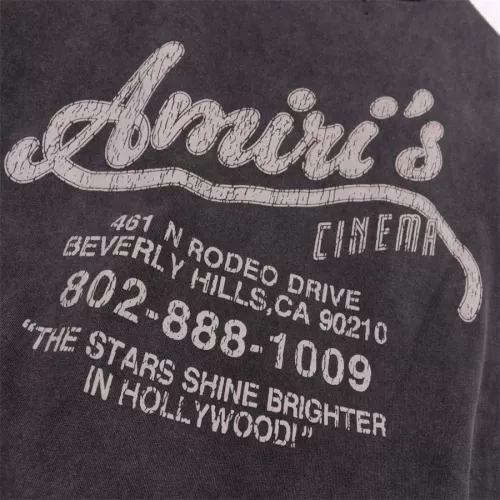 Amiri's
CINEMA
461 N RODEO DRIVE
BEVERLY HILLS, CA 90210
802-888-1009
"THE STARS SHINE BRIGHTER
IN HOLLYWOOD!"